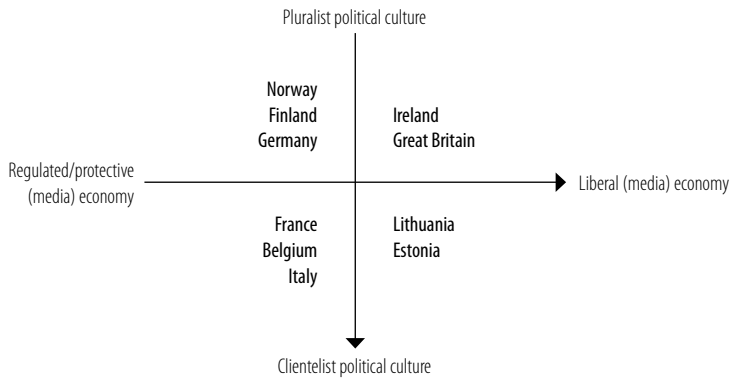 Pluralist political culture
Norway
Finland
Germany
Ireland
Great Britain
Regulated/protective
(media) economy
Liberal (media) economy
France
Belgium
Italy
Lithuania
Estonia
Clientelist political culture